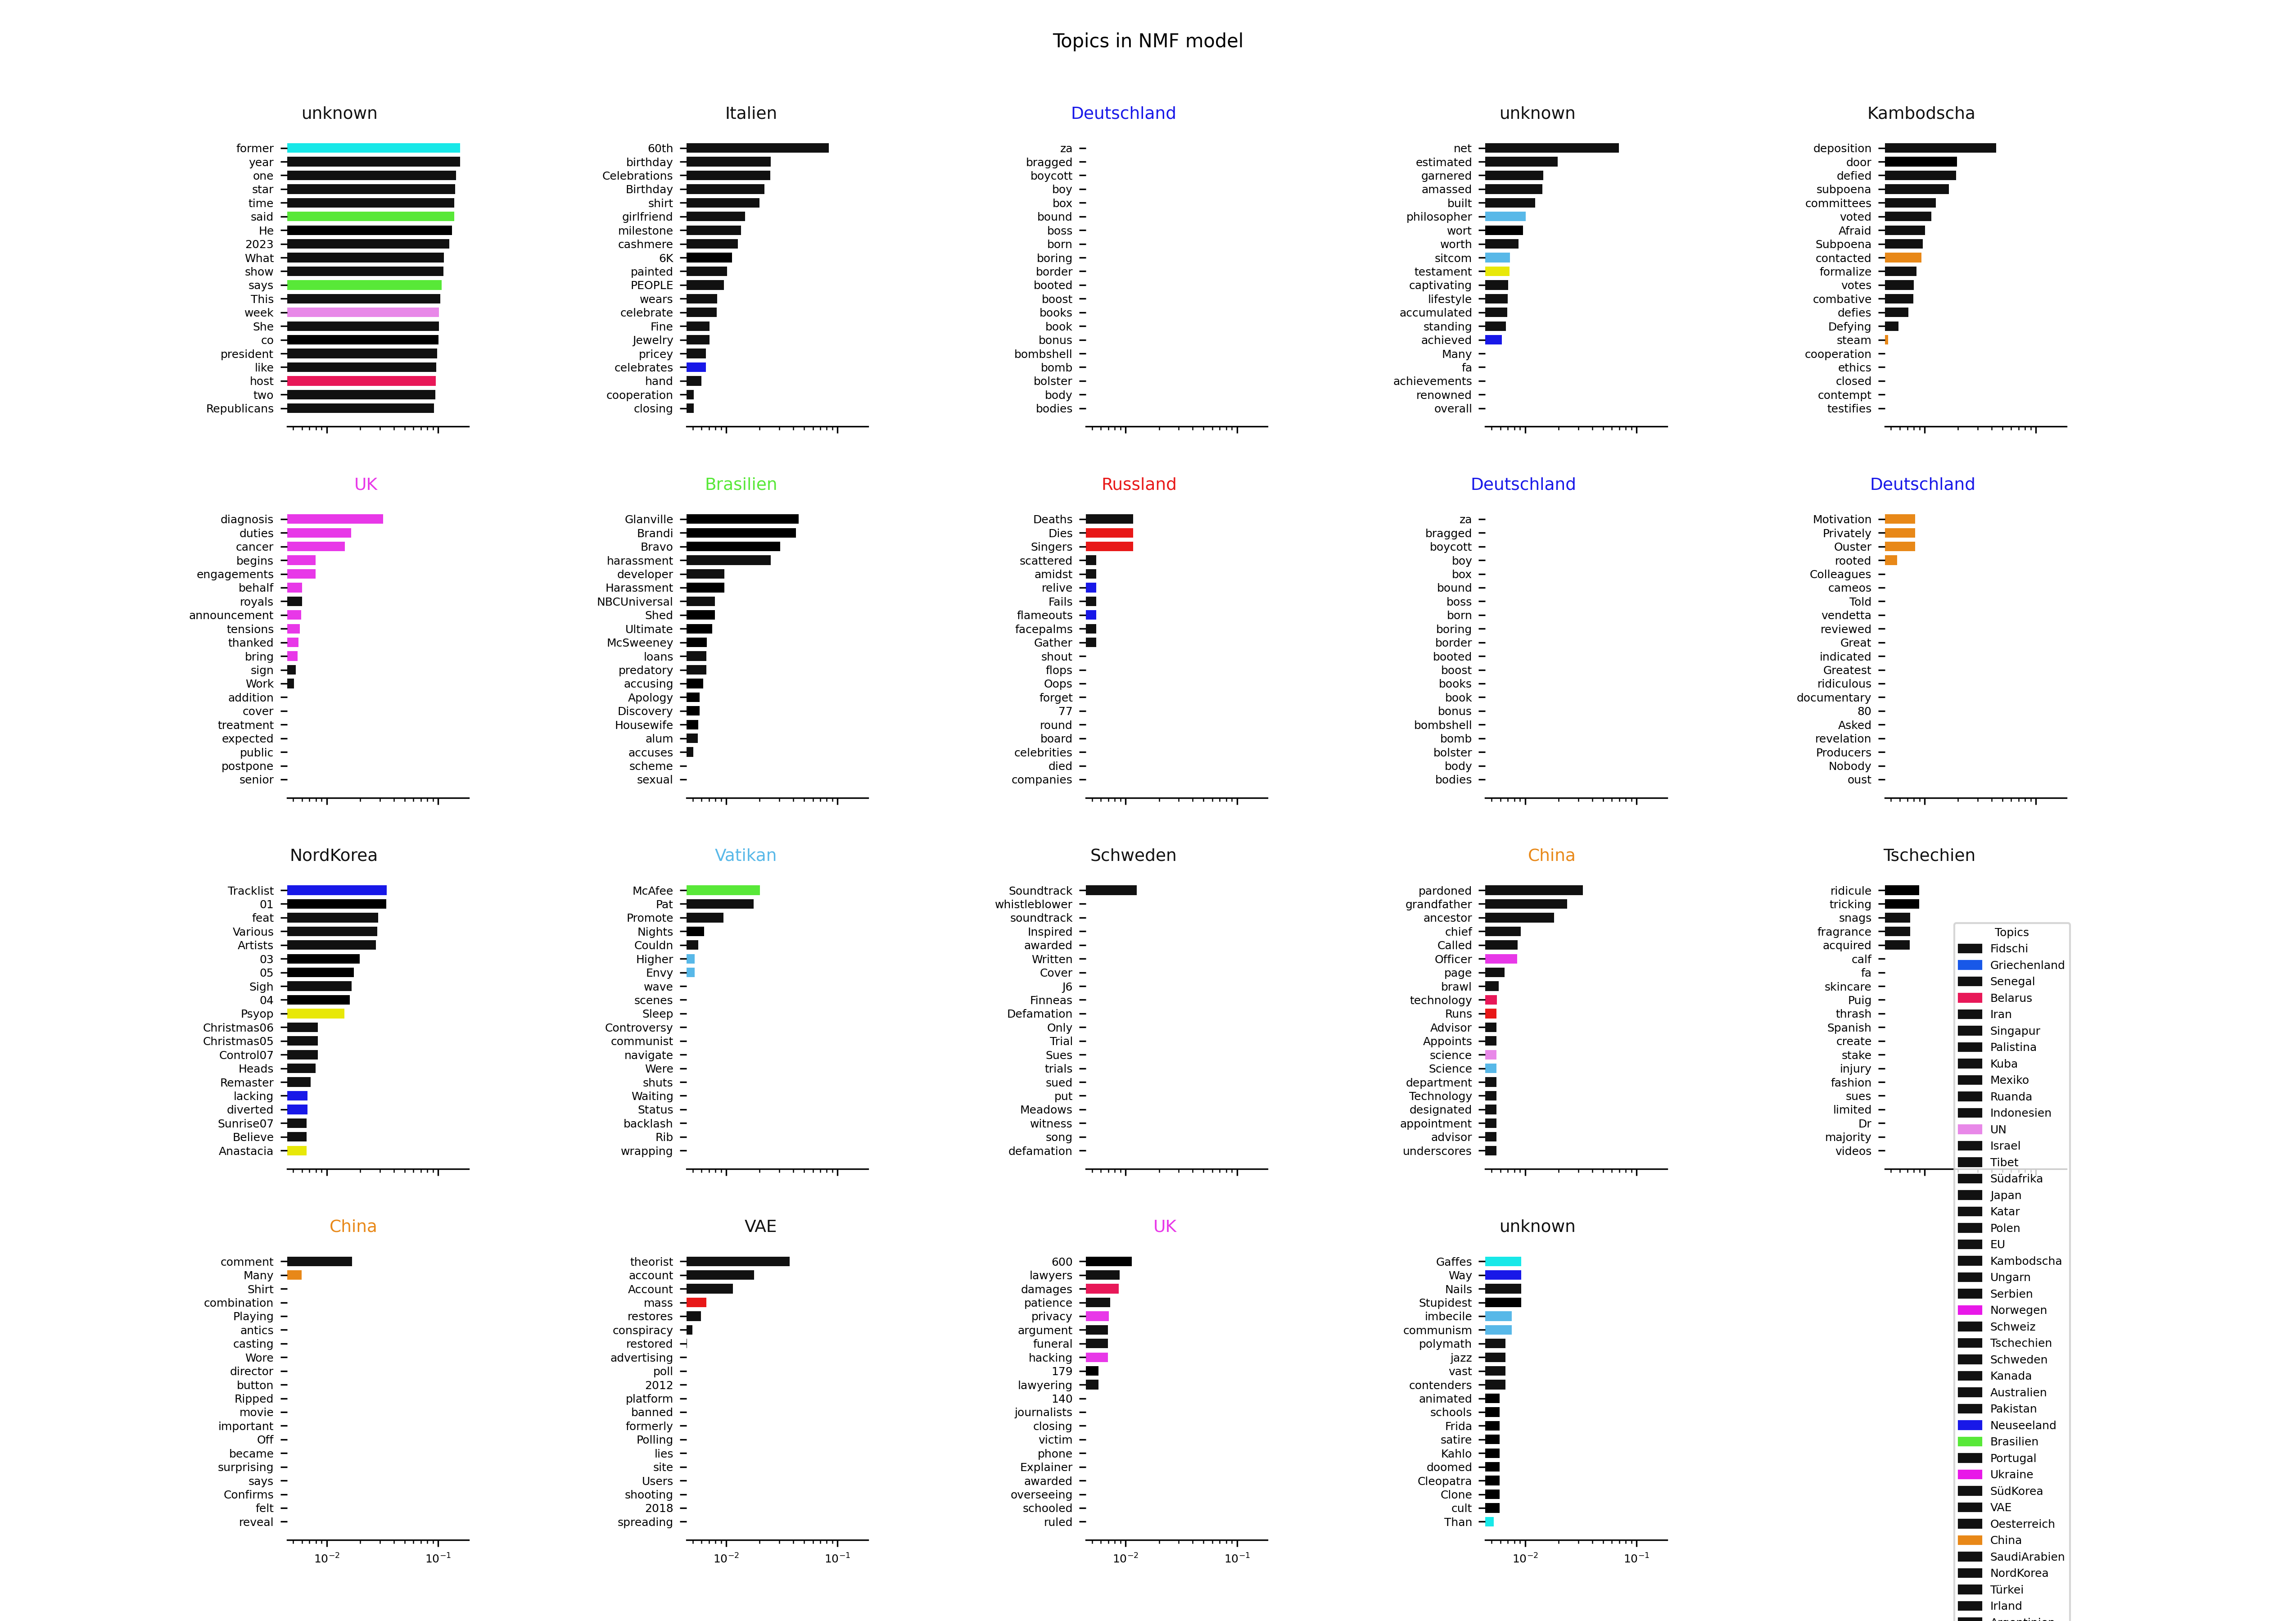 Topics in NMF model
unknown
former
year
one
star
time
said
He
2023
What
show
says
This
week
She
co
president
like
host
two
Republicans
Italien
60th
birthday
Celebrations
Birthday
shirt
girlfriend
milestone
cashmere
6K
painted
PEOPLE
wears
celebrate
Fine
Jewelry
pricey
celebrates
hand
cooperation
closing
Deutschland
za
bragged
boycott
boy
box
bound
boss
born
boring
border
booted
boost
books
book
bonus
bombshell
bomb
bolster
body
bodies
unknown
net
estimated
garnered
amassed
built
philosopher
wort
worth
sitcom
testament
captivating
lifestyle
accumulated
standing
achieved
Many
fa
achievements
renowned
overall
Kambodscha
deposition
door
defied
subpoena
committees
voted
Afraid
Subpoena
contacted
formalize
votes
combative
defies
Defying
steam
cooperation
ethics
closed
contempt
testifies
UK
diagnosis
duties
cancer
begins
engagements
behalf
royals
announcement
tensions
thanked
bring
sign
Work
addition
cover
treatment
expected
public
postpone
senior
Brasilien
Glanville
Brandi
Bravo
harassment
developer
Harassment
NBCUniversal
Shed
Ultimate
McSweeney
loans
predatory
accusing
Apology
Discovery
Housewife
alum
accuses
scheme
sexual
Russland
Deaths
Dies
Singers
scattered
amidst
relive
Fails
flameouts
facepalms
Gather
shout
flops
Oops
forget
77
round
board
celebrities
died
companies
Deutschland
za
bragged
boycott
boy
box
bound
boss
born
boring
border
booted
boost
books
book
bonus
bombshell
bomb
bolster
body
bodies
Deutschland
Motivation
Privately
Ouster
rooted
Colleagues
cameos
Told
vendetta
reviewed
Great
indicated
Greatest
ridiculous
documentary
80
Asked
revelation
Producers
Nobody
oust
NordKorea
Tracklist
01
feat
Various
Artists
03
05
Sigh
04
Psyop
Christmas06
Christmas05
Control07
Heads
Remaster
lacking
diverted
Sunrise07
Believe
Anastacia
Vatikan
McAfee
Pat
Promote
Nights
Couldn
Higher
Envy
wave
scenes
Sleep
Controversy
communist
navigate
Were
shuts
Waiting
Status
backlash
Rib
wrapping
Schweden
Soundtrack
whistleblower
soundtrack
Inspired
awarded
Written
Cover
J6
Finneas
Defamation
Only
Trial
Sues
trials
sued
put
Meadows
witness
song
defamation
China
pardoned
grandfather
ancestor
chief
Called
Officer
page
brawl
technology
Runs
Advisor
Appoints
science
Science
department
Technology
designated
appointment
advisor
underscores
Tschechien
ridicule
tricking
snags
fragrance
acquired
calf
fa
skincare
Puig
thrash
Spanish
create
stake
injury
fashion
sues
limited
Dr
majority
videos
China
comment
Many
Shirt
combination
Playing
antics
casting
Wore
director
button
Ripped
movie
important
Off
became
surprising
says
Confirms
felt
reveal
10⁻² 10⁻¹
VAE
theorist
account
Account
mass
restores
conspiracy
restored
advertising
poll
2012
platform
banned
formerly
Polling
lies
site
Users
shooting
2018
spreading
10⁻² 10⁻¹
UK
600
lawyers
damages
patience
privacy
argument
funeral
hacking
179
lawyering
140
journalists
closing
victim
phone
Explainer
awarded
overseeing
schooled
ruled
10⁻² 10⁻¹
unknown
Gaffes
Way
Nails
Stupidest
imbecile
communism
polymath
jazz
vast
contenders
animated
schools
Frida
satire
Kahlo
doomed
Cleopatra
Clone
cult
Than
10⁻² 10⁻¹
Topics
Fidschi
Griechenland
Senegal
Belarus
Iran
Singapur
Palistina
Kuba
Mexiko
Ruanda
Indonesien
UN
Israel
Tibet
Südafrika
Japan
Katar
Polen
EU
Kambodscha
Ungarn
Serbien
Norwegen
Schweiz
Tschechien
Schweden
Kanada
Australien
Pakistan
Neuseeland
Brasilien
Portugal
Ukraine
SüdKorea
VAE
Oesterreich
China
SaudiArabien
NordKorea
Türkei
Irland